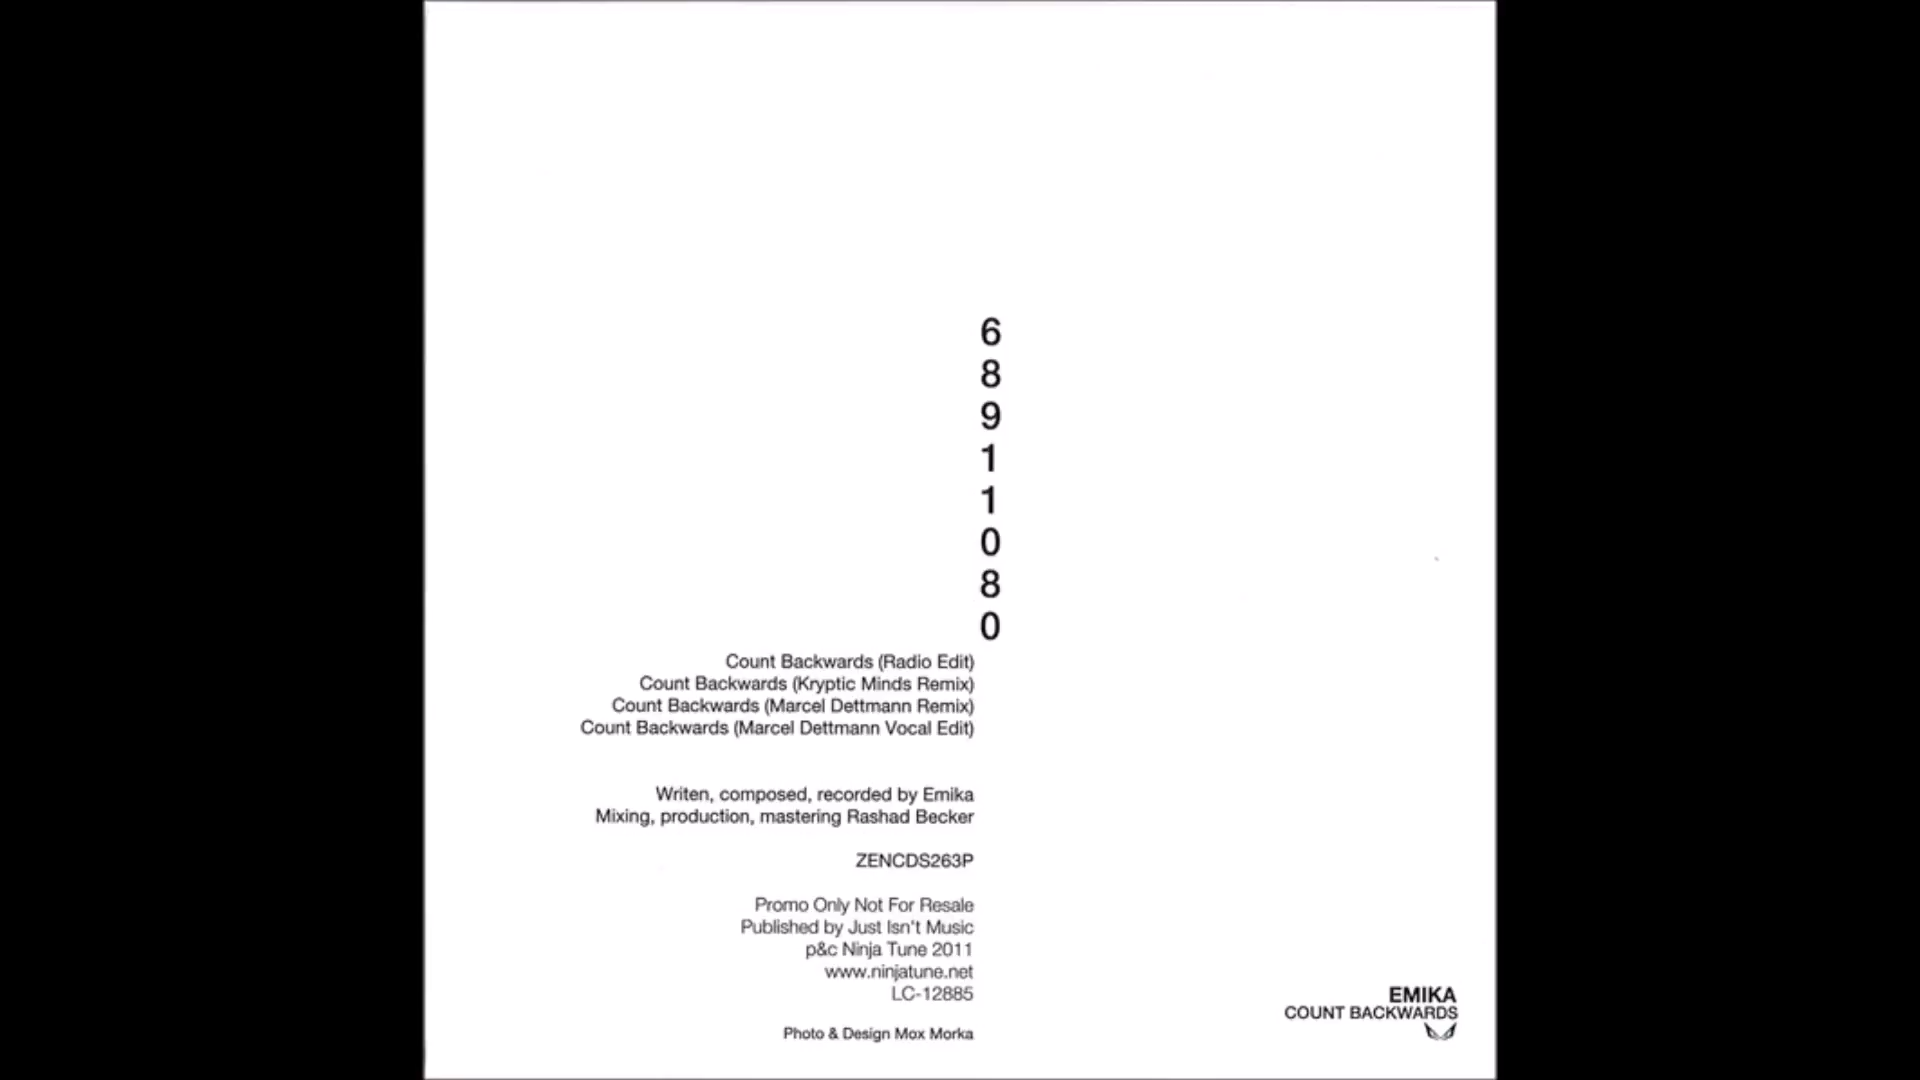 6
8
9
1
1
0
8
0
Count Backwards (Radio Edit)
Count Backwards (Kryptic Minds Remix)
Count Backwards (Marcel Dettmann Remix)
Count Backwards (Marcel Dettmann Vocal Edit)
Writen, composed, recorded by Emika
Mixing, production, mastering Rashad Becker
ZENCDS263P
Promo Only Not For Resale
Published by Just Isn't Music
p&c Ninja Tune 2011
www.ninjatune.net
LC-12885
Photo & Design Mox Morka
EMIKA
COUNT BACKWARDS